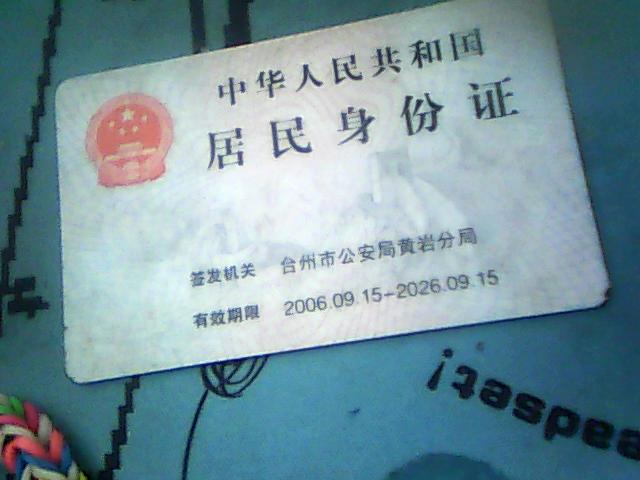 中华人民共和国
居民身份证
签发机关 台州市公安局黄岩分局
有效期限 2006.09.15-2026.09.15